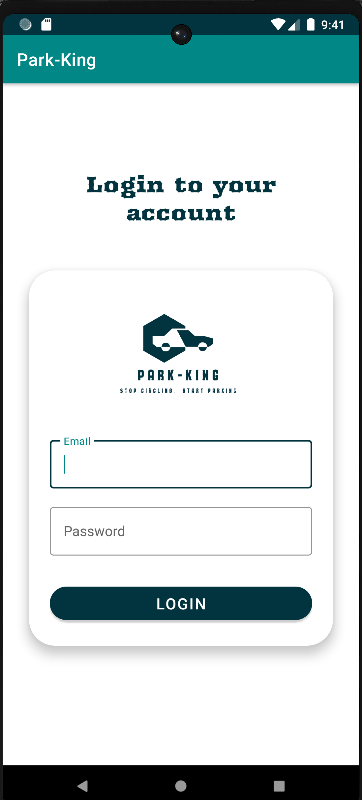 9:41
Park-King
Login to your
account
PARK-KING
STOP CIRCLING. START PARKING
Email
Password
LOGIN